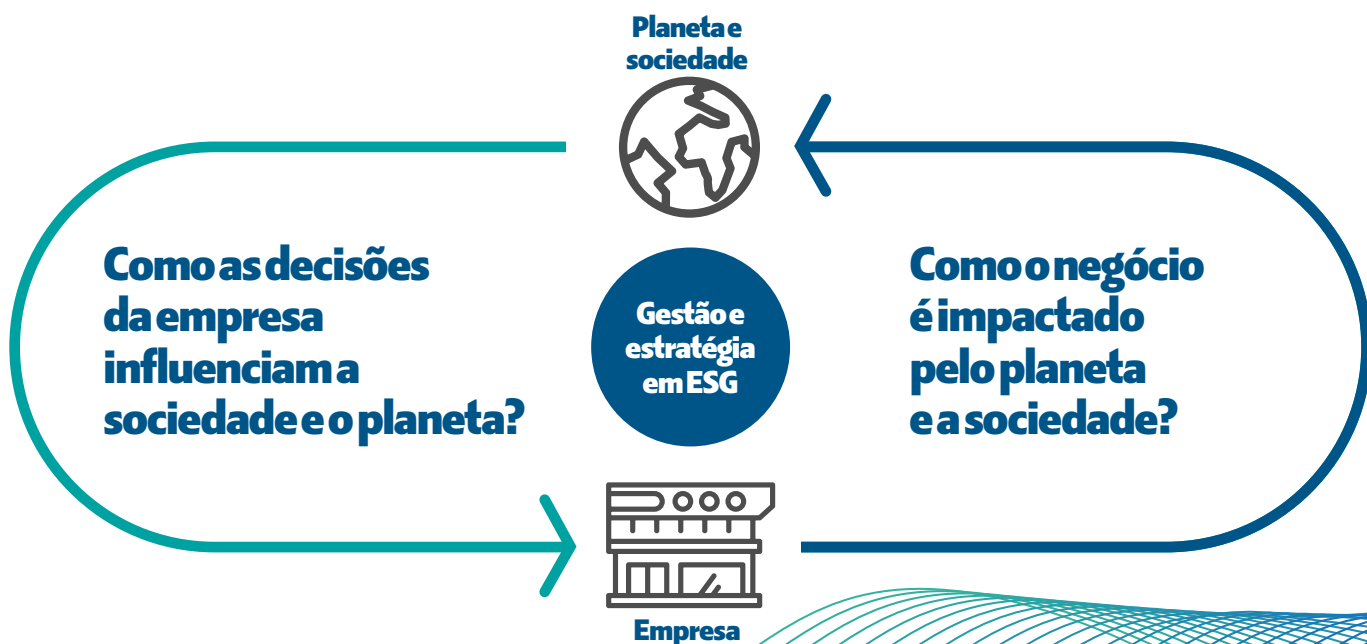 Planeta e
sociedade
Como as decisões
da empresa
influenciam a
sociedade e o planeta?
Gestão e
estratégia
em ESG
Como o negócio
é impactado
pelo planeta
e a sociedade?
Empresa